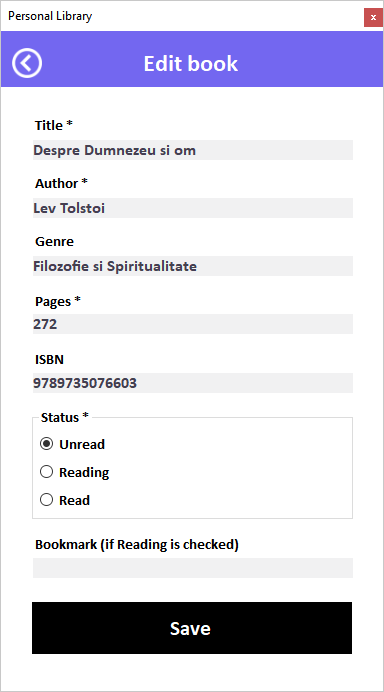 Personal Library
x
Edit book
Title *
Despre Dumnezeu si om
Author *
Lev Tolstoi
Genre
Filozofie si Spiritualitate
Pages *
272
ISBN
9789735076603
Status *
Unread
Reading
Read
Bookmark (if Reading is checked)
Save